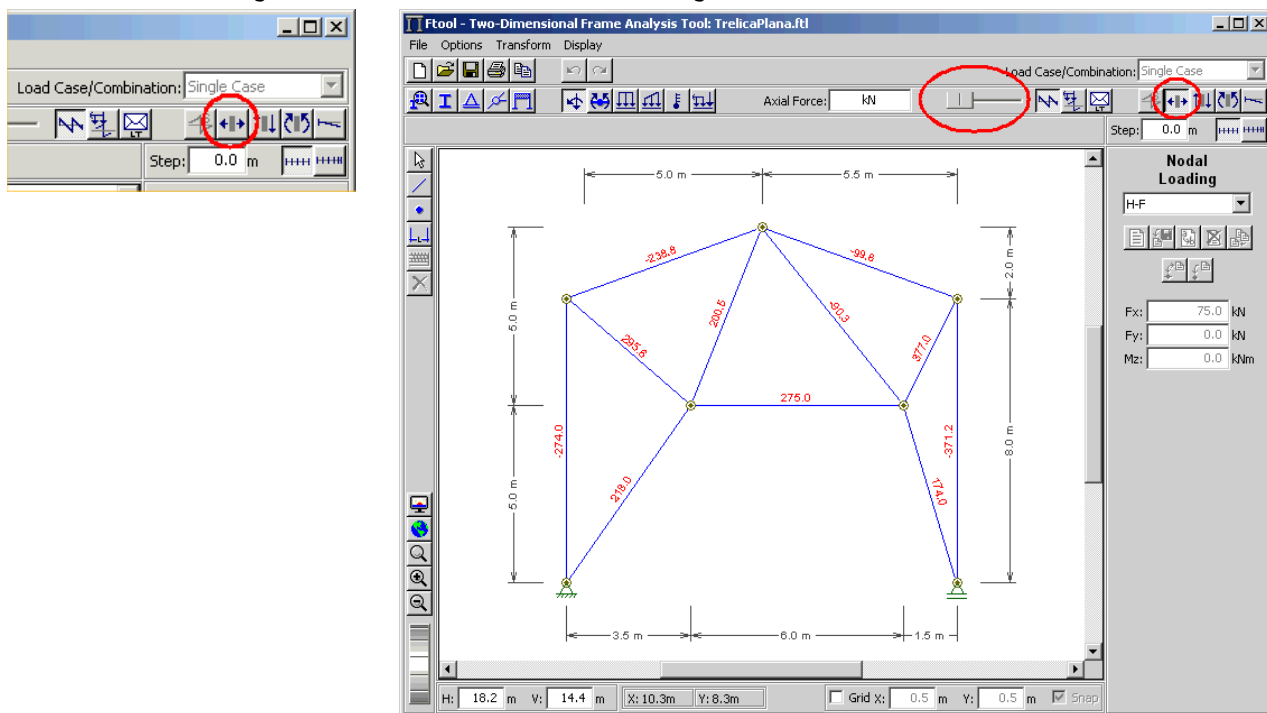 Load Case/Combination: Single Case
LT
Step: 0.0 m
Ftool - Two-Dimensional Frame Analysis Tool: TrelicaPlana.ftl
File Options Transform Display
Load Case/Combination: Single Case
Axial Force: kN
LT
Step: 0.0 m
Nodal
Loading
H-F
Fx: 75.0 kN
Fy: 0.0 kN
Mz: 0.0 kNm
5.0 m 5.5 m
-238.8 -99.6
2.0 m
5.0 m
295.6 200.5 -90.3 377.0
275.0
-274.0 -371.2
8.0 m
5.0 m
218.0 174.0
3.5 m 6.0 m 1.5 m
H: 18.2 m V: 14.4 m X: 10.3m Y: 8.3m Grid X: 0.5 m Y: 0.5 m Snap